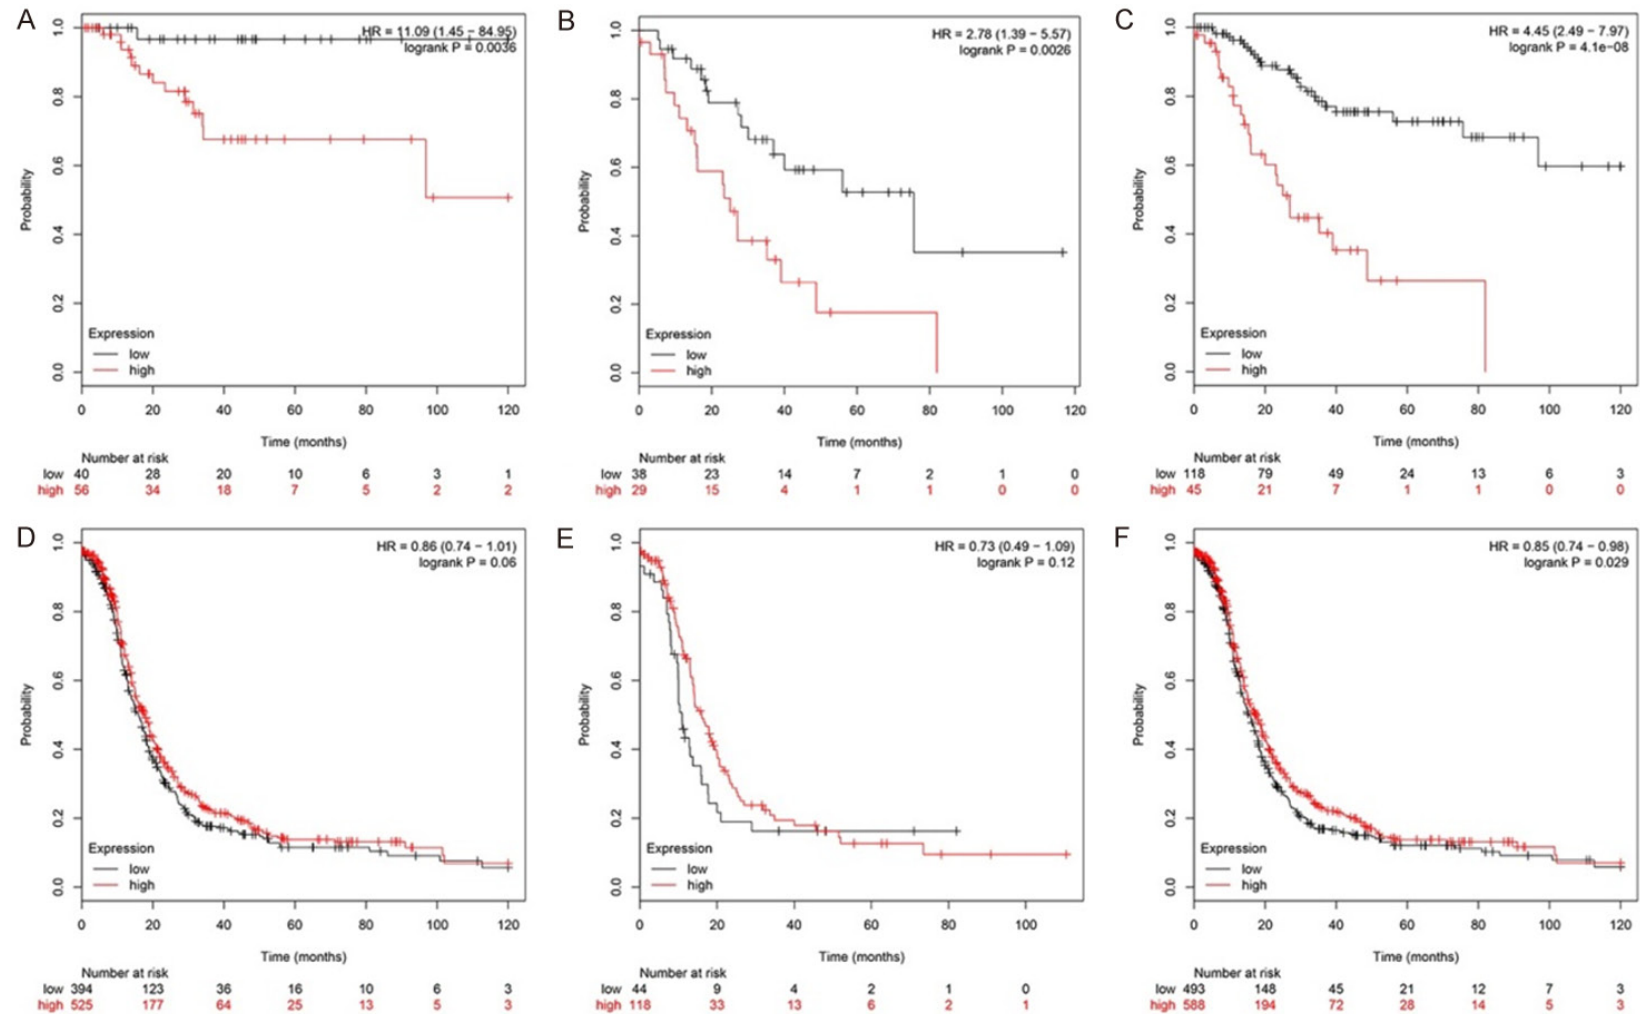 A
HR = 11.09 (1.45 − 84.95)
logrank P = 0.0036
Probability
1.0
0.8
0.6
0.4
0.2
0.0
Expression
low
high
0 20 40 60 80 100 120
Time (months)
Number at risk
low 40 28 20 10 6 3 1
high 56 34 18 7 5 2 2
B
HR = 2.78 (1.39 − 5.57)
logrank P = 0.0026
Probability
1.0
0.8
0.6
0.4
0.2
0.0
Expression
low
high
0 20 40 60 80 100 120
Time (months)
Number at risk
low 38 23 14 7 2 1 0
high 29 15 4 1 1 0 0
C
HR = 4.45 (2.49 − 7.97)
logrank P = 4.1e−08
Probability
1.0
0.8
0.6
0.4
0.2
0.0
Expression
low
high
0 20 40 60 80 100 120
Time (months)
Number at risk
low 118 79 49 24 13 6 3
high 45 21 7 1 1 0 0
D
HR = 0.86 (0.74 − 1.01)
logrank P = 0.06
Probability
1.0
0.8
0.6
0.4
0.2
0.0
Expression
low
high
0 20 40 60 80 100 120
Time (months)
Number at risk
low 394 123 36 16 10 6 3
high 525 177 64 25 13 5 3
E
HR = 0.73 (0.49 − 1.09)
logrank P = 0.12
Probability
1.0
0.8
0.6
0.4
0.2
0.0
Expression
low
high
0 20 40 60 80 100
Time (months)
Number at risk
low 44 9 4 2 1 0
high 118 33 13 6 2 1
F
HR = 0.85 (0.74 − 0.98)
logrank P = 0.029
Probability
1.0
0.8
0.6
0.4
0.2
0.0
Expression
low
high
0 20 40 60 80 100 120
Time (months)
Number at risk
low 493 148 45 21 12 7 3
high 588 194 72 28 14 5 3